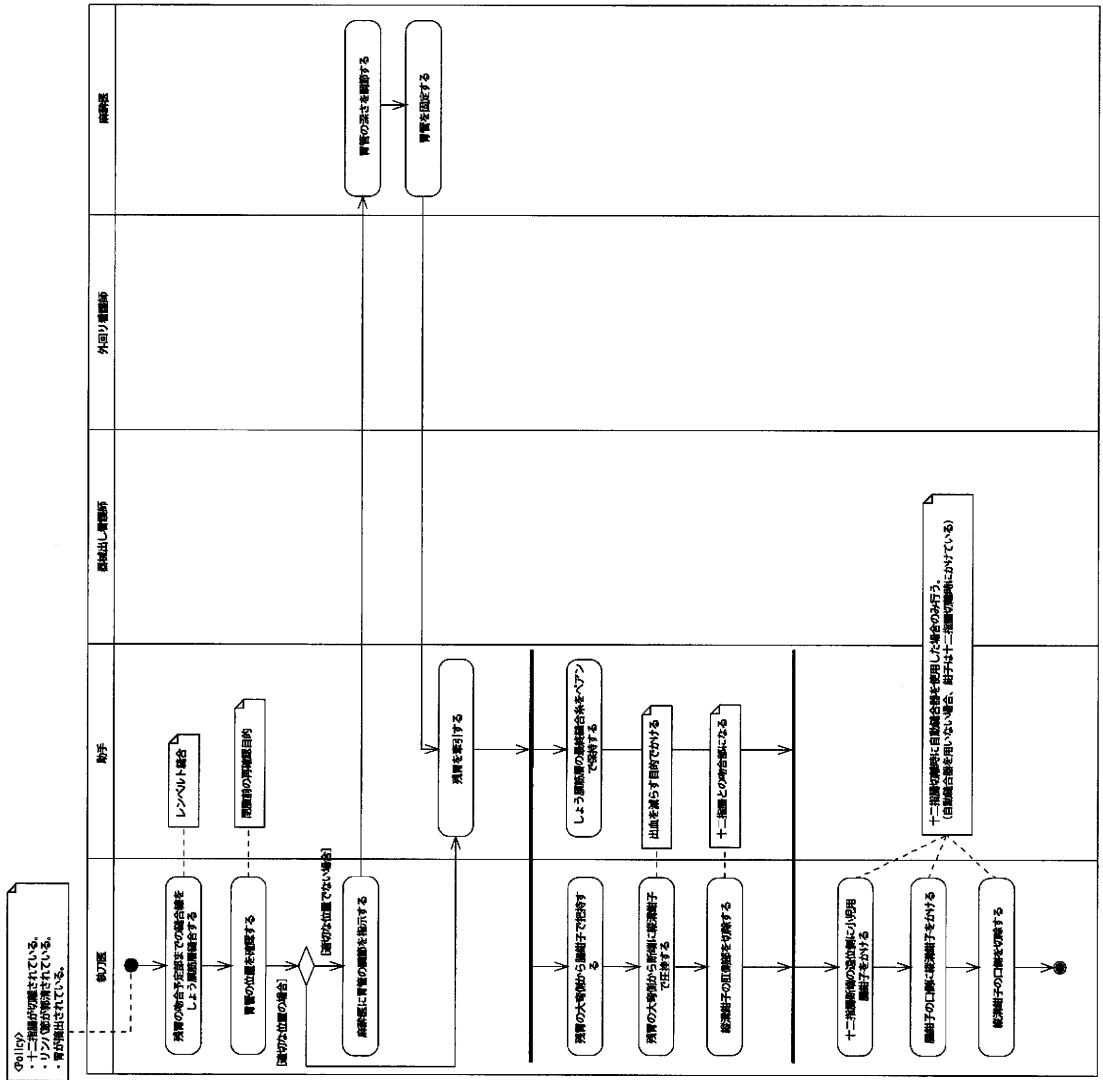 <Policy>
・十二指腸が切離されている。
・リンパ節が郭清されている。
・胃が摘出されている。
執刀医
助手
器械出し看護師
外回り看護師
麻酔医
残胃の吻合予定部までの縫合線を
しょう膜筋層縫合する
レンベルト縫合
胃管の位置を確認する
閉腹前の再確認目的
[適切な位置の場合]
[適切な位置でない場合]
麻酔医に胃管の調節を指示する
胃管の深さを調節する
胃管を固定する
残胃を牽引する
残胃の大弯側から腸鉗子で把持す
る
しょう膜筋層の最終縫合糸をペアン
で保持する
残胃の大弯側から断端に縦溝鉗子
で圧挫する
出血を減らす目的でかける
縦溝鉗子の肛側部を切除する
十二指腸との吻合部になる
十二指腸断端の遠位側に小児用
腸鉗子をかける
腸鉗子の口側に縦溝鉗子をかける
縦溝鉗子の口側を切除する
十二指腸切離時に自動縫合器を使用した場合のみ行う。
(自動縫合器を用いない場合、鉗子は十二指腸切離時にかけている)